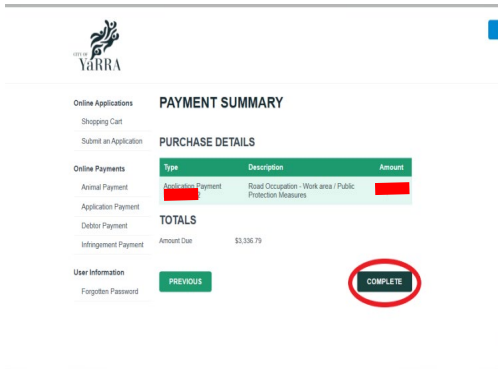 CITY OF
YARRA
Online Applications
Shopping Cart
Submit an Application
Online Payments
Animal Payment
Application Payment
Debtor Payment
Infringement Payment
User Information
Forgotten Password
PAYMENT SUMMARY
PURCHASE DETAILS
Type Description Amount
Application Payment Road Occupation - Work area / Public
Protection Measures
TOTALS
Amount Due $3,336.79
PREVIOUS COMPLETE